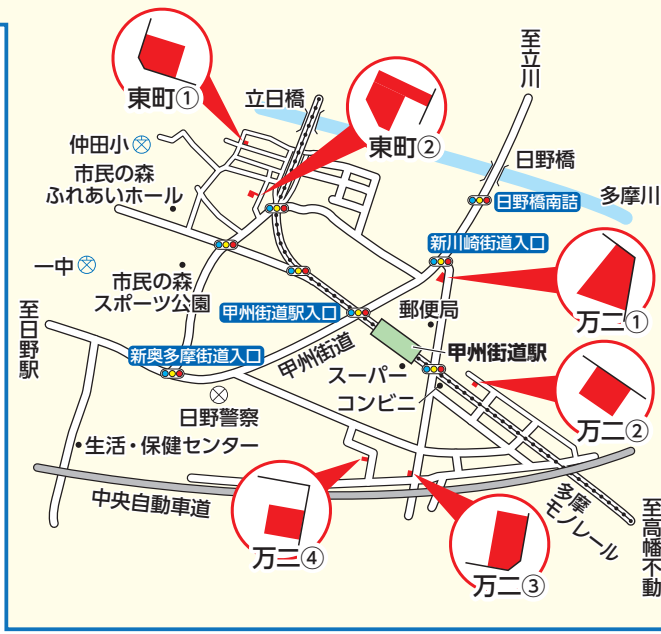 東町①
立日橋
東町②
至立川
仲田小
市民の森
ふれあいホール
日野橋
日野橋南詰
多摩川
新川崎街道入口
一中
市民の森
スポーツ公園
万二①
至日野駅
甲州街道駅入口
郵便局
甲州街道
甲州街道駅
新奥多摩街道入口
スーパー
コンビニ
日野警察
万二②
生活・保健センター
中央自動車道
万二④
万二③
多摩
モノレール
至高幡不動